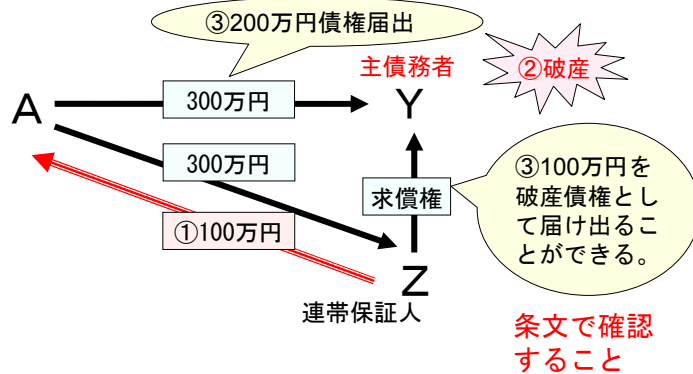 ③200万円債権届出
主債務者
②破産
A
300万円
Y
300万円
③100万円を
破産債権とし
て届け出るこ
とができる。
求償権
①100万円
Z
連帯保証人
条文で確認
すること